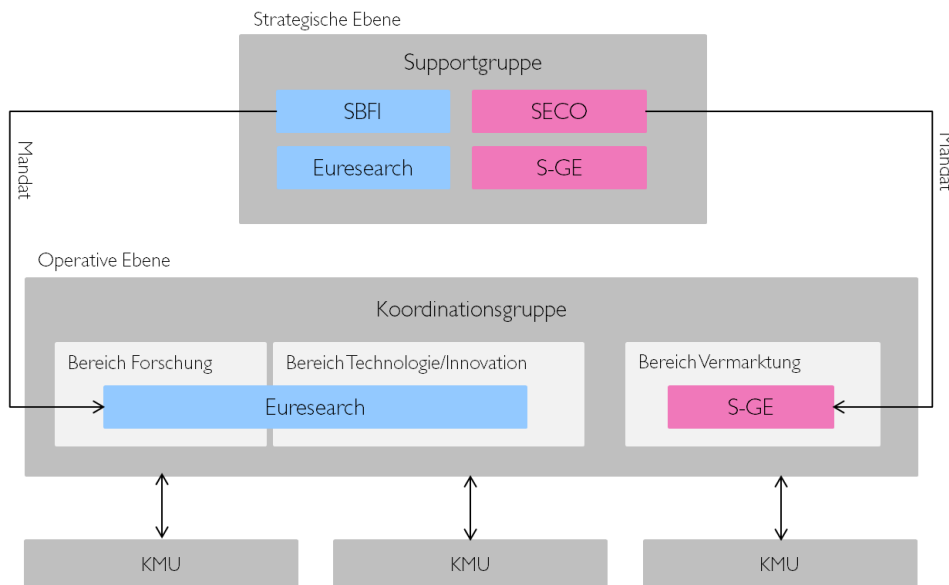 Strategische Ebene
Supportgruppe
SBFI
SECO
Euresearch
S-GE
Mandat
Mandat
Operative Ebene
Koordinationsgruppe
Bereich Forschung
Bereich Technologie/Innovation
Bereich Vermarktung
Euresearch
S-GE
KMU
KMU
KMU